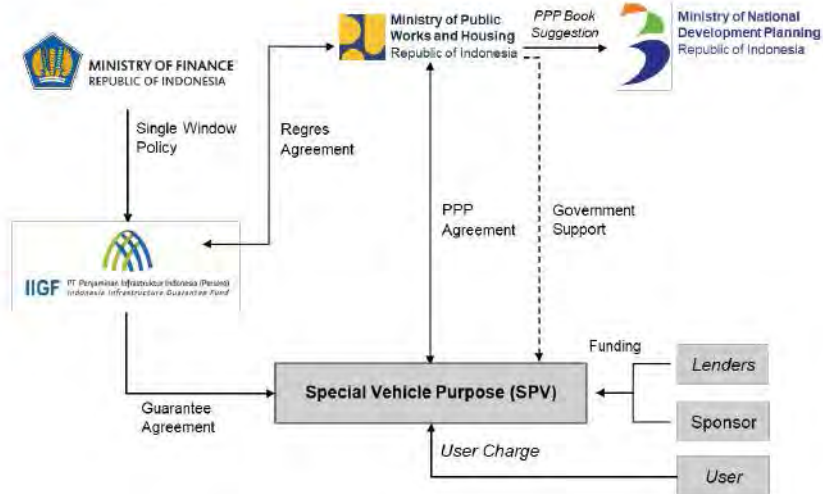 MINISTRY OF FINANCE
REPUBLIC OF INDONESIA
Ministry of Public
Works and Housing
Republic of Indonesia
PPP Book
Suggestion
Ministry of National
Development Planning
Republic of Indonesia
Single Window
Policy
Regres
Agreement
PPP
Agreement
Government
Support
IIGF
PT Penjaminan Infrastruktur Indonesia (Persero)
Indonesia Infrastructure Guarantee Fund
Guarantee
Agreement
Special Vehicle Purpose (SPV)
Funding
Lenders
Sponsor
User Charge
User